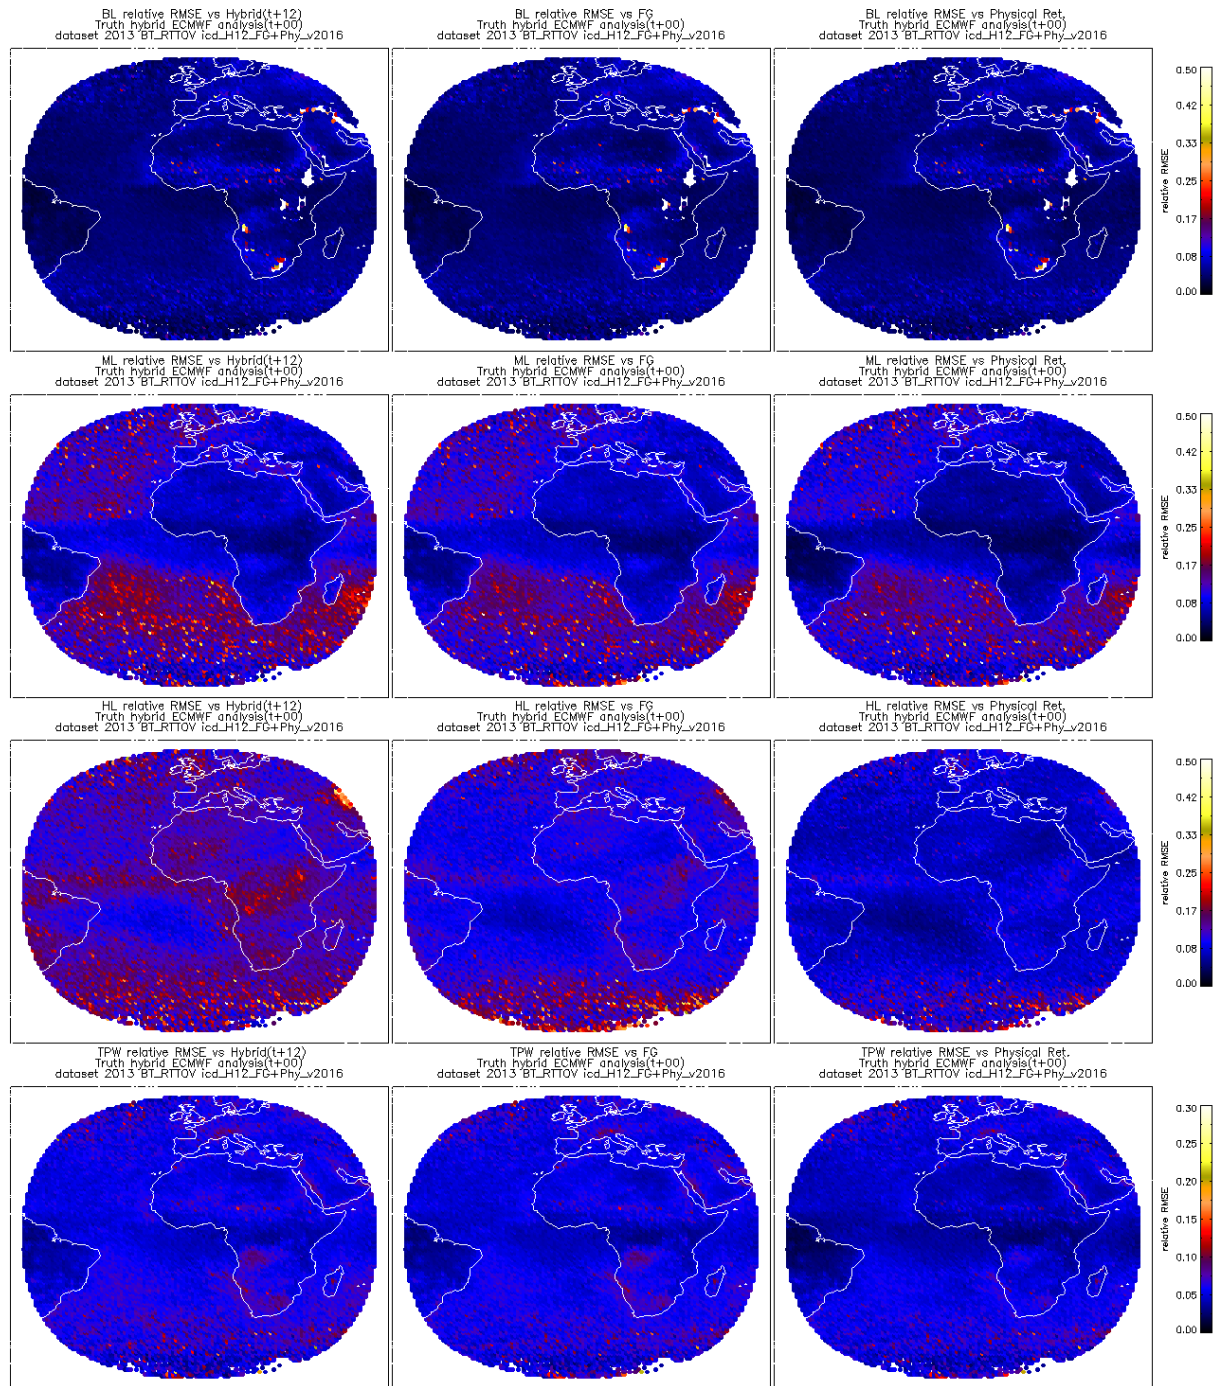 BL relative RMSE vs Hybrid(t+12)
Truth hybrid ECMWF analysis(t+00)
dataset 2013 BT_RTTOV icd_H12_FG+Phy_v2016
BL relative RMSE vs FG
Truth hybrid ECMWF analysis(t+00)
dataset 2013 BT_RTTOV icd_H12_FG+Phy_v2016
BL relative RMSE vs Physical Ret.
Truth hybrid ECMWF analysis(t+00)
dataset 2013 BT_RTTOV icd_H12_FG+Phy_v2016
0.50
0.42
0.33
0.25
0.17
0.08
0.00
relative RMSE
ML relative RMSE vs Hybrid(t+12)
Truth hybrid ECMWF analysis(t+00)
dataset 2013 BT_RTTOV icd_H12_FG+Phy_v2016
ML relative RMSE vs FG
Truth hybrid ECMWF analysis(t+00)
dataset 2013 BT_RTTOV icd_H12_FG+Phy_v2016
ML relative RMSE vs Physical Ret.
Truth hybrid ECMWF analysis(t+00)
dataset 2013 BT_RTTOV icd_H12_FG+Phy_v2016
0.50
0.42
0.33
0.25
0.17
0.08
0.00
relative RMSE
HL relative RMSE vs Hybrid(t+12)
Truth hybrid ECMWF analysis(t+00)
dataset 2013 BT_RTTOV icd_H12_FG+Phy_v2016
HL relative RMSE vs FG
Truth hybrid ECMWF analysis(t+00)
dataset 2013 BT_RTTOV icd_H12_FG+Phy_v2016
HL relative RMSE vs Physical Ret.
Truth hybrid ECMWF analysis(t+00)
dataset 2013 BT_RTTOV icd_H12_FG+Phy_v2016
0.50
0.42
0.33
0.25
0.17
0.08
0.00
relative RMSE
TPW relative RMSE vs Hybrid(t+12)
Truth hybrid ECMWF analysis(t+00)
dataset 2013 BT_RTTOV icd_H12_FG+Phy_v2016
TPW relative RMSE vs FG
Truth hybrid ECMWF analysis(t+00)
dataset 2013 BT_RTTOV icd_H12_FG+Phy_v2016
TPW relative RMSE vs Physical Ret.
Truth hybrid ECMWF analysis(t+00)
dataset 2013 BT_RTTOV icd_H12_FG+Phy_v2016
0.30
0.25
0.20
0.15
0.10
0.05
0.00
relative RMSE